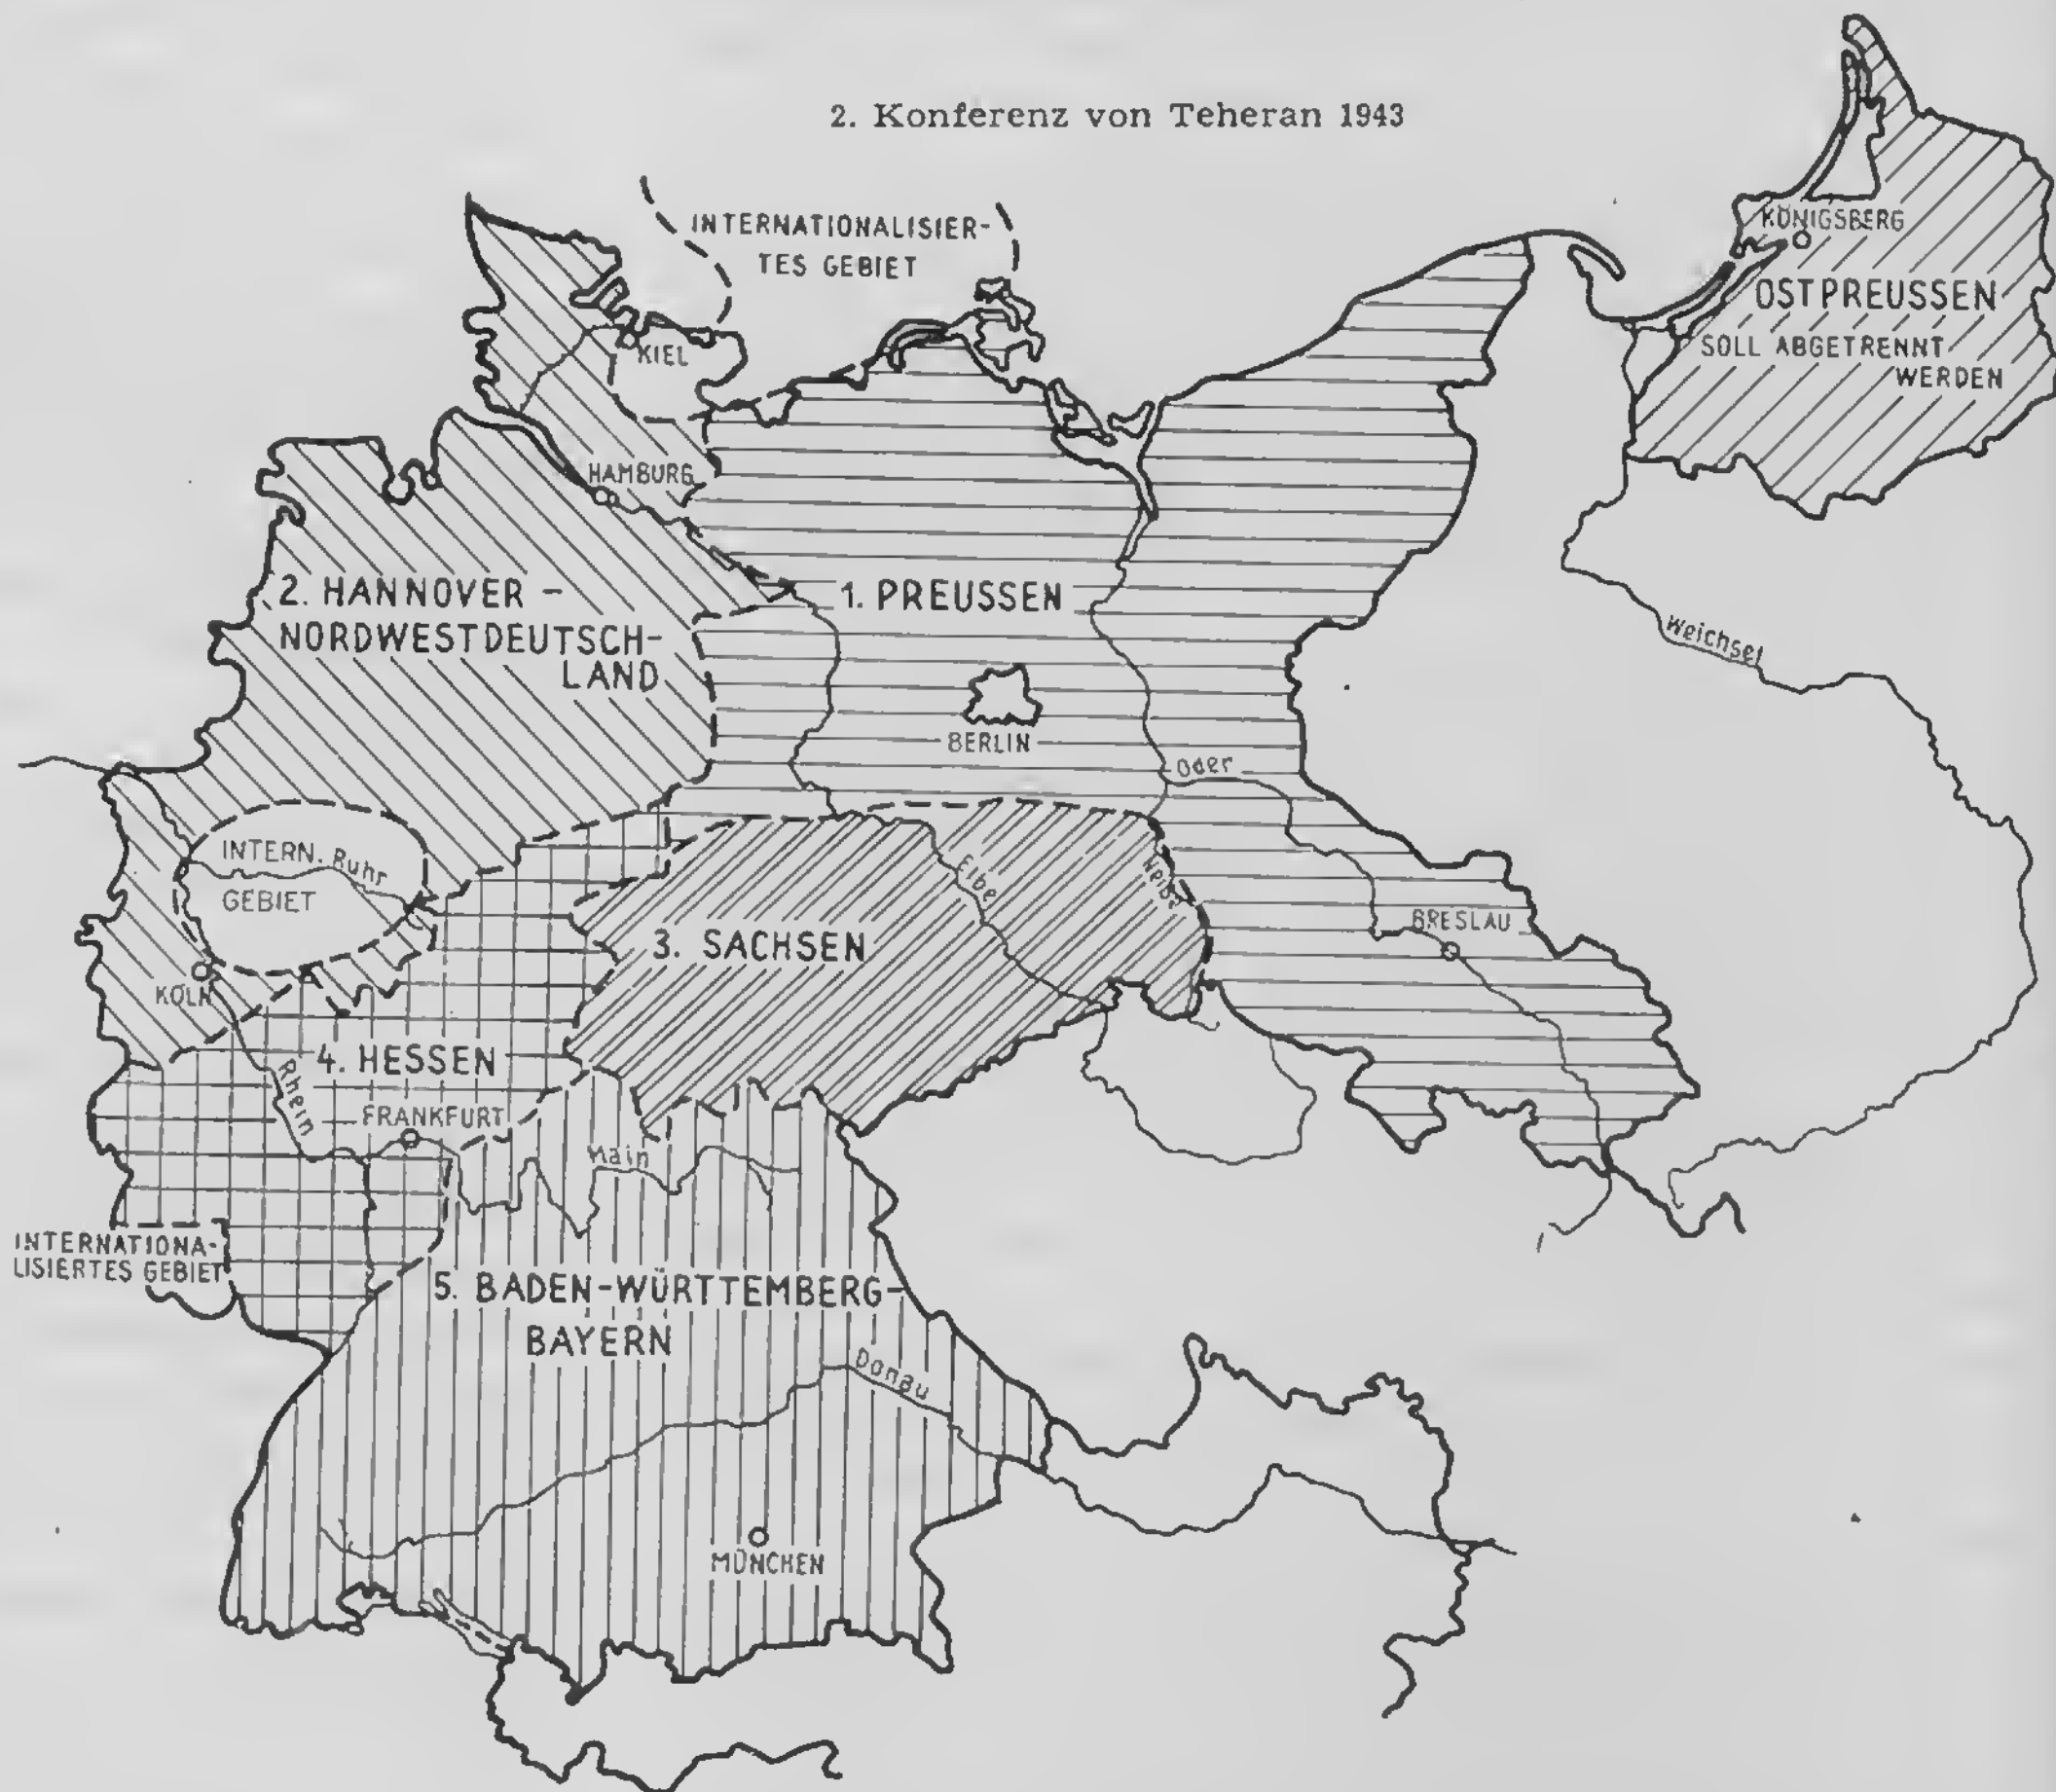 2. Konferenz von Teheran 1943
INTERNATIONALISIER-
TES GEBIET
KÖNIGSBERG
OSTPREUSSEN
SOLL ABGETRENNT
WERDEN
KIEL
HAMBURG
2. HANNOVER -
NORDWESTDEUTSCH-
LAND
1. PREUSSEN
Weichsel
BERLIN
Oder
INTERN. Ruhr
GEBIET
Elbe
Neiße
BRESLAU
3. SACHSEN
KÖLN
4. HESSEN
Rhein
FRANKFURT
Main
INTERNATIONA-
LISIERTES GEBIET
5. BADEN-WÜRTTEMBERG-
BAYERN
Donau
MÜNCHEN